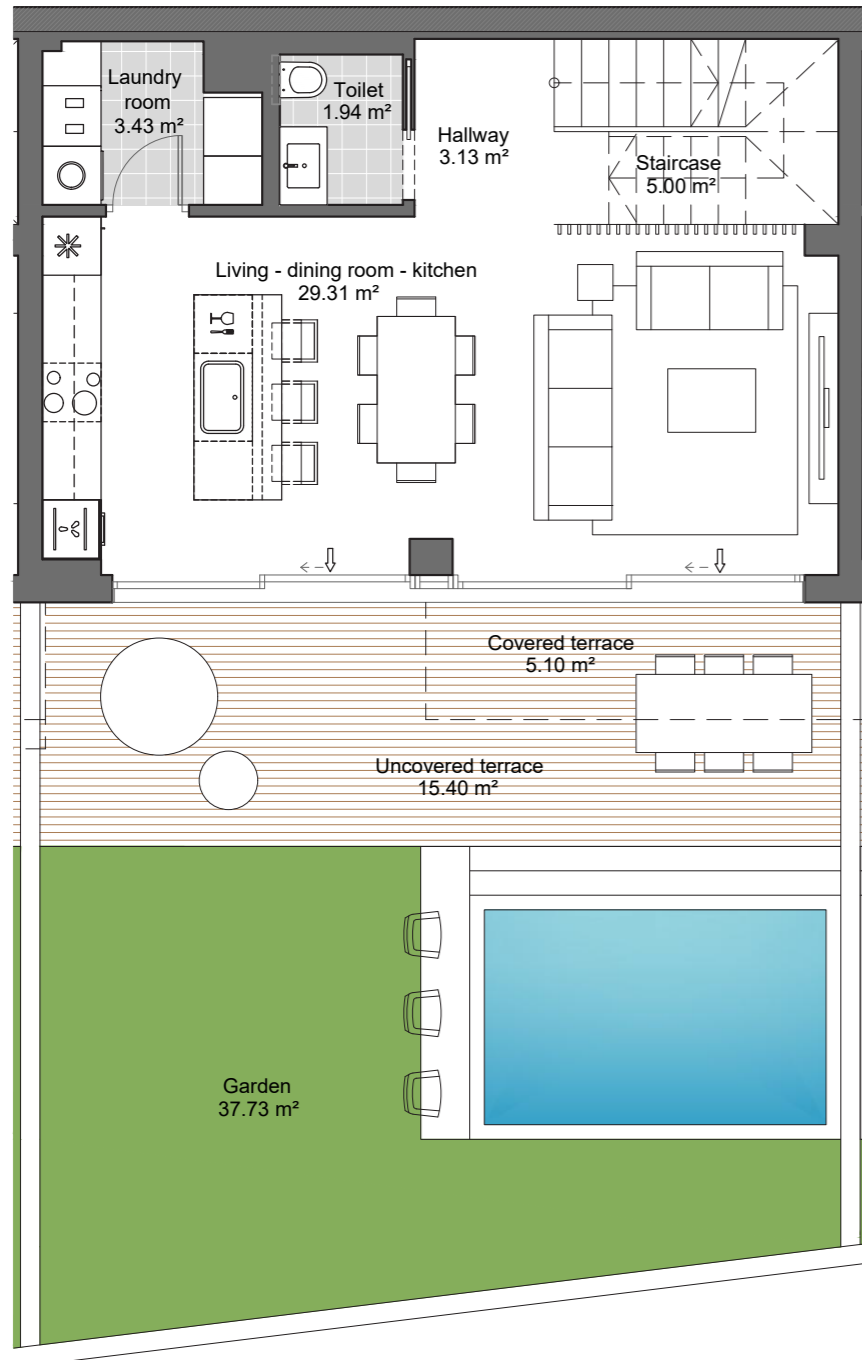 Laundry
room
3.43 m²
Toilet
1.94 m²
Hallway
3.13 m²
Staircase
5.00 m²
Living - dining room - kitchen
29.31 m²
Covered terrace
5.10 m²
Uncovered terrace
15.40 m²
Garden
37.73 m²